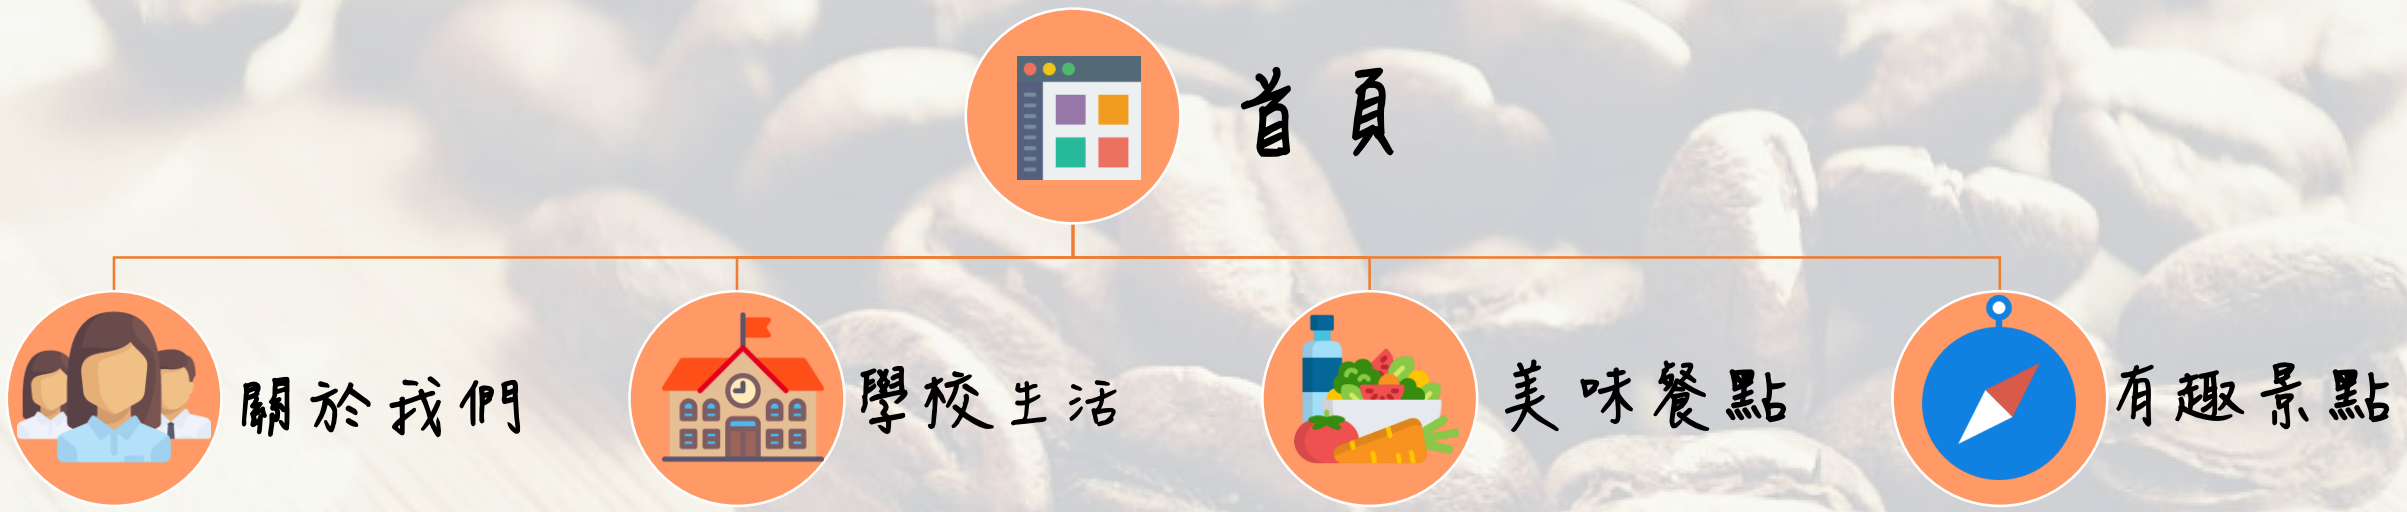 首頁
關於我們
學校生活
美味餐點
有趣景點